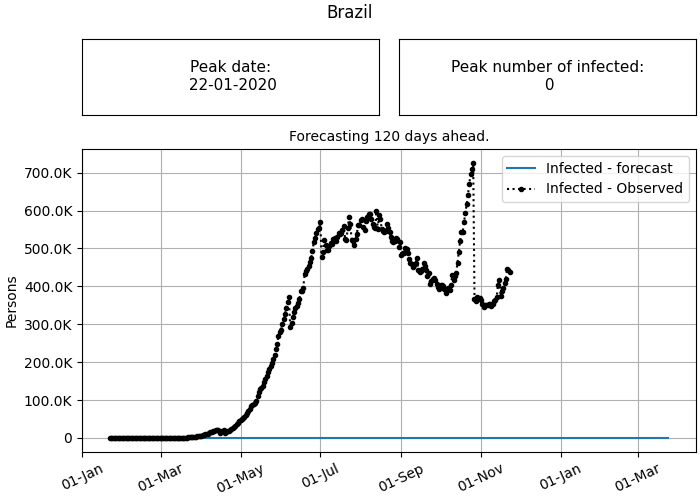 Brazil
Peak date:
22-01-2020
Peak number of infected:
0
Forecasting 120 days ahead.
Infected - forecast
Infected - Observed
Persons
700.0K
600.0K
500.0K
400.0K
300.0K
200.0K
100.0K
0
01-Jan
01-Mar
01-May
01-Jul
01-Sep
01-Nov
01-Jan
01-Mar